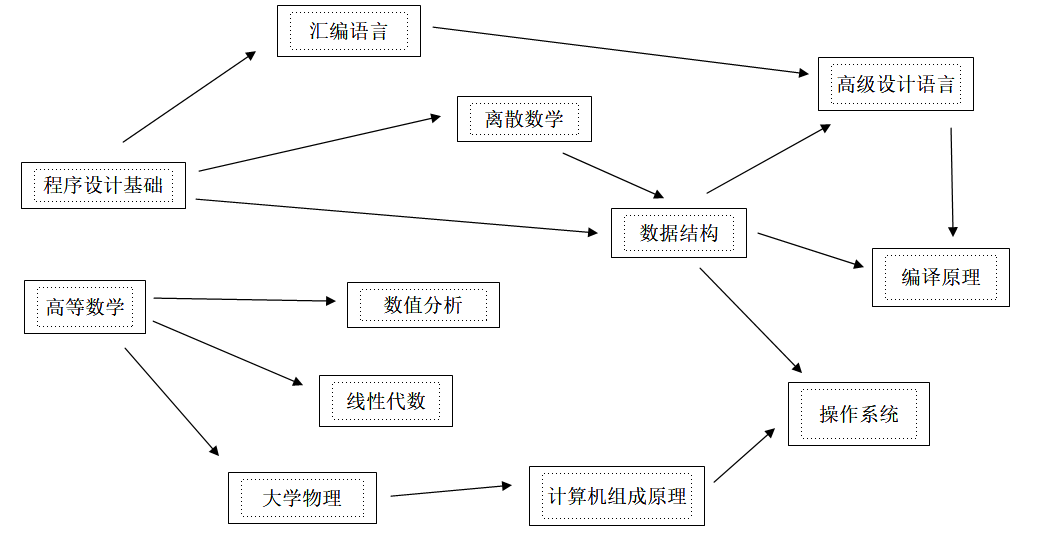 汇编语言
高级设计语言
离散数学
程序设计基础
数据结构
编译原理
高等数学
数值分析
线性代数
操作系统
大学物理
计算机组成原理